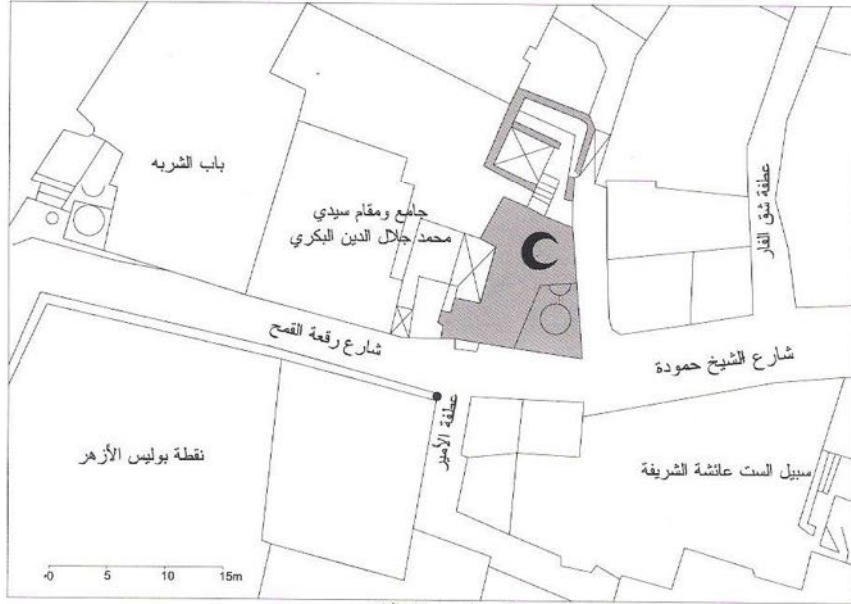 باب الشربه
جامع ومقام سيدي
محمد جلال الدين البكري
عطفة شق الفار
شارع رقعة القمح
شارع الشيخ حمودة
عطفة الأمير
نقطة بوليس الأزهر
سبيل الست عائشة الشريفة
0 5 10 15m